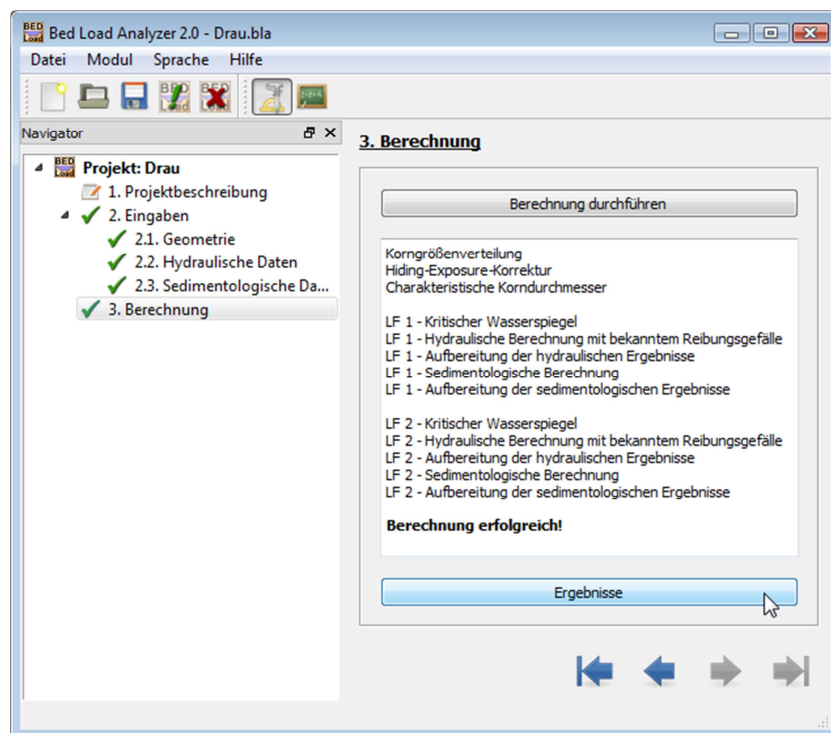 Bed Load Analyzer 2.0 - Drau.bla
Datei Modul Sprache Hilfe
Navigator
Projekt: Drau
1. Projektbeschreibung
2. Eingaben
2.1. Geometrie
2.2. Hydraulische Daten
2.3. Sedimentologische Da...
3. Berechnung
3. Berechnung
Berechnung durchführen
Korngrößenverteilung
Hiding-Exposure-Korrektur
Charakteristische Korndurchmesser
LF 1 - Kritischer Wasserspiegel
LF 1 - Hydraulische Berechnung mit bekanntem Reibungsgefälle
LF 1 - Aufbereitung der hydraulischen Ergebnisse
LF 1 - Sedimentologische Berechnung
LF 1 - Aufbereitung der sedimentologischen Ergebnisse
LF 2 - Kritischer Wasserspiegel
LF 2 - Hydraulische Berechnung mit bekanntem Reibungsgefälle
LF 2 - Aufbereitung der hydraulischen Ergebnisse
LF 2 - Sedimentologische Berechnung
LF 2 - Aufbereitung der sedimentologischen Ergebnisse
Berechnung erfolgreich!
Ergebnisse